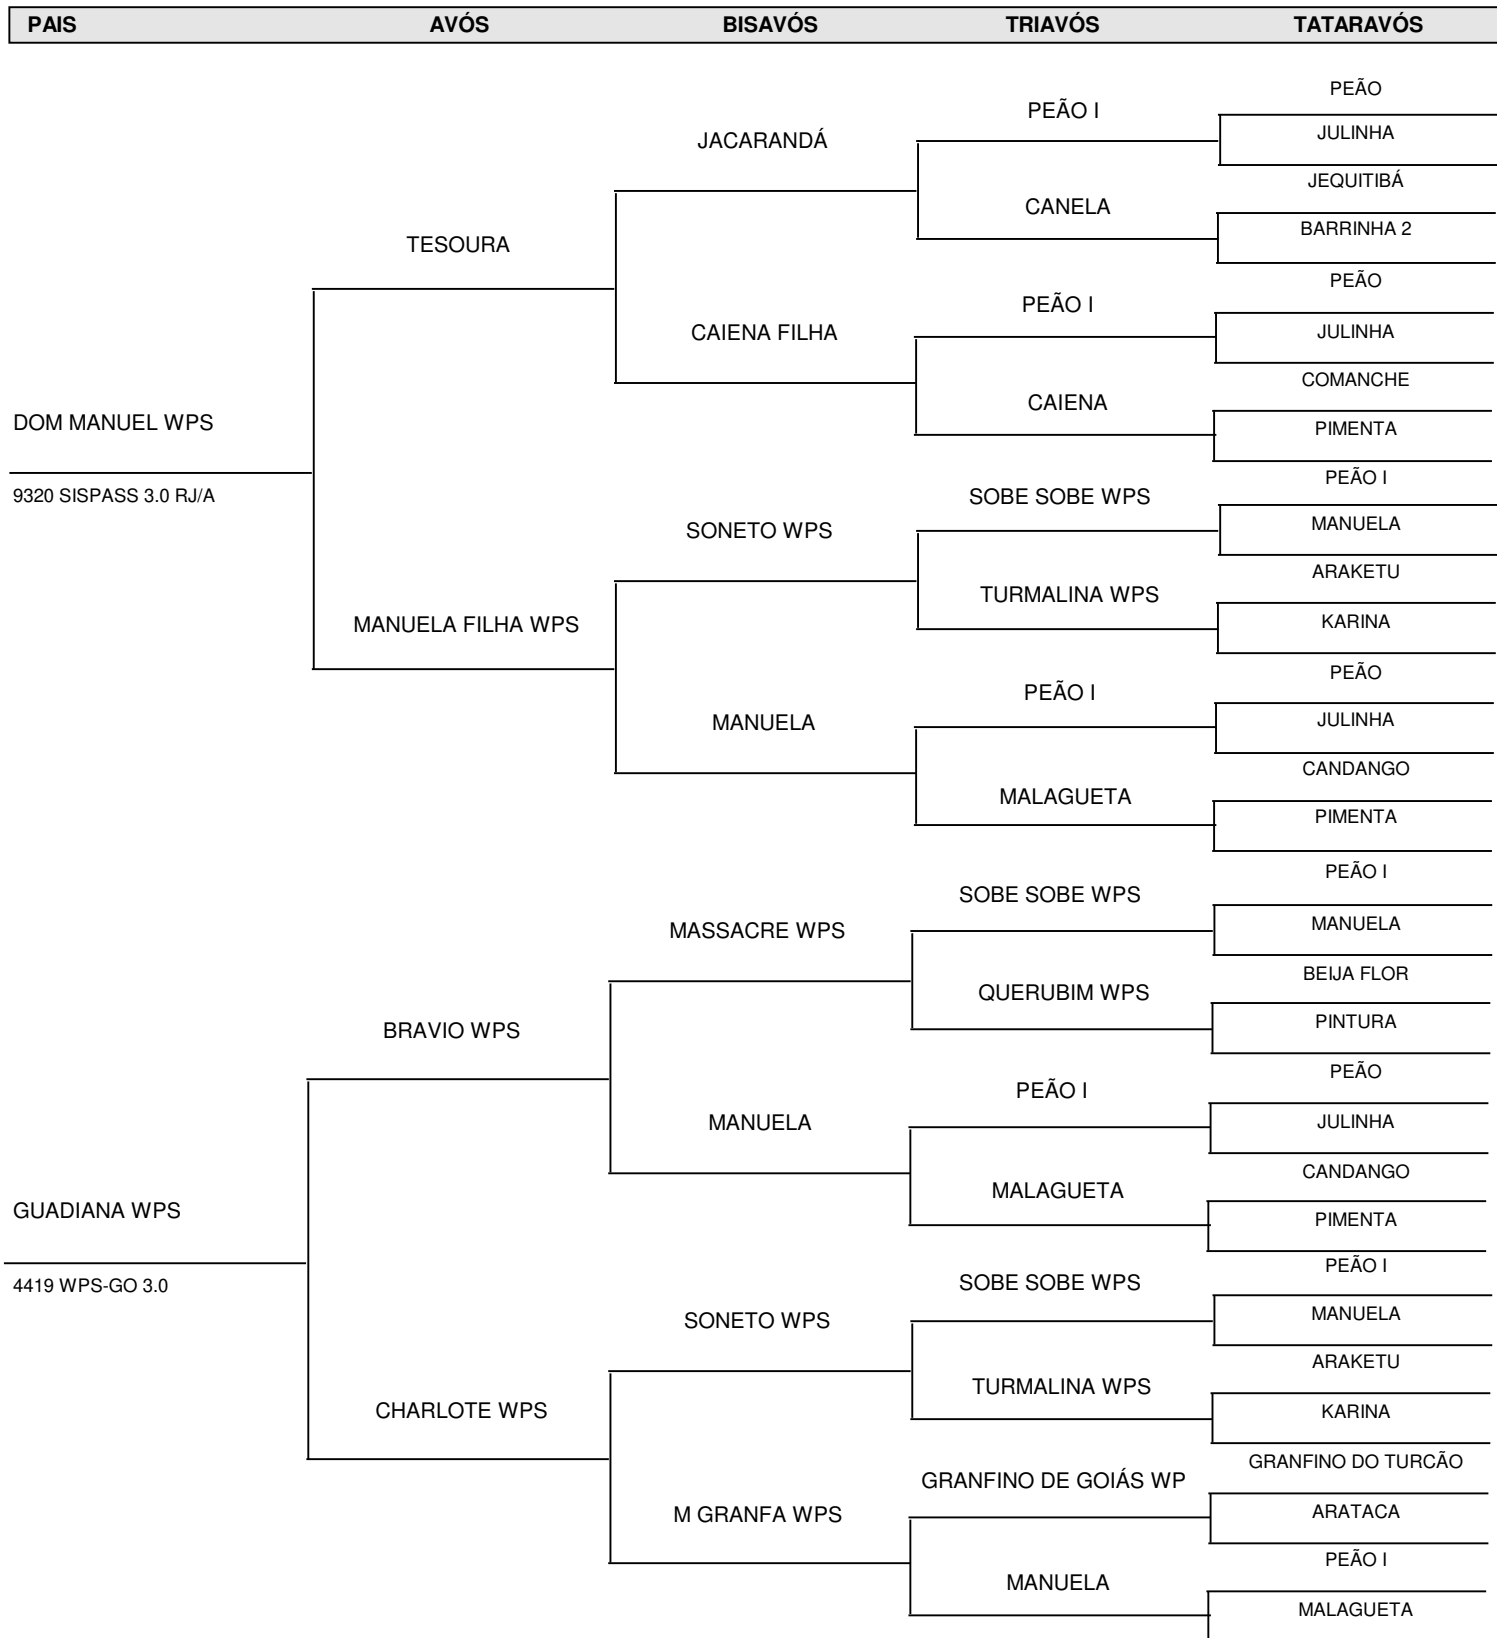 PAIS AVÓS BISAVÓS TRIAVÓS TATARAVÓS
PEÃO
PEÃO I
JULINHA
JACARANDÁ
JEQUITIBÁ
CANELA
BARRINHA 2
TESOURA
PEÃO
PEÃO I
JULINHA
CAIENA FILHA
COMANCHE
CAIENA
PIMENTA
DOM MANUEL WPS
9320 SISPASS 3.0 RJ/A
PEÃO I
SOBE SOBE WPS
MANUELA
SONETO WPS
ARAKETU
TURMALINA WPS
KARINA
MANUELA FILHA WPS
PEÃO
PEÃO I
JULINHA
MANUELA
CANDANGO
MALAGUETA
PIMENTA
PEÃO I
SOBE SOBE WPS
MANUELA
MASSACRE WPS
BEIJA FLOR
QUERUBIM WPS
PINTURA
BRAVIO WPS
PEÃO
PEÃO I
JULINHA
MANUELA
CANDANGO
MALAGUETA
PIMENTA
GUADIANA WPS
4419 WPS-GO 3.0
PEÃO I
SOBE SOBE WPS
MANUELA
SONETO WPS
ARAKETU
TURMALINA WPS
KARINA
CHARLOTE WPS
GRANFINO DO TURCÃO
GRANFINO DE GOIÁS WP
ARATACA
M GRANFA WPS
PEÃO I
MANUELA
MALAGUETA